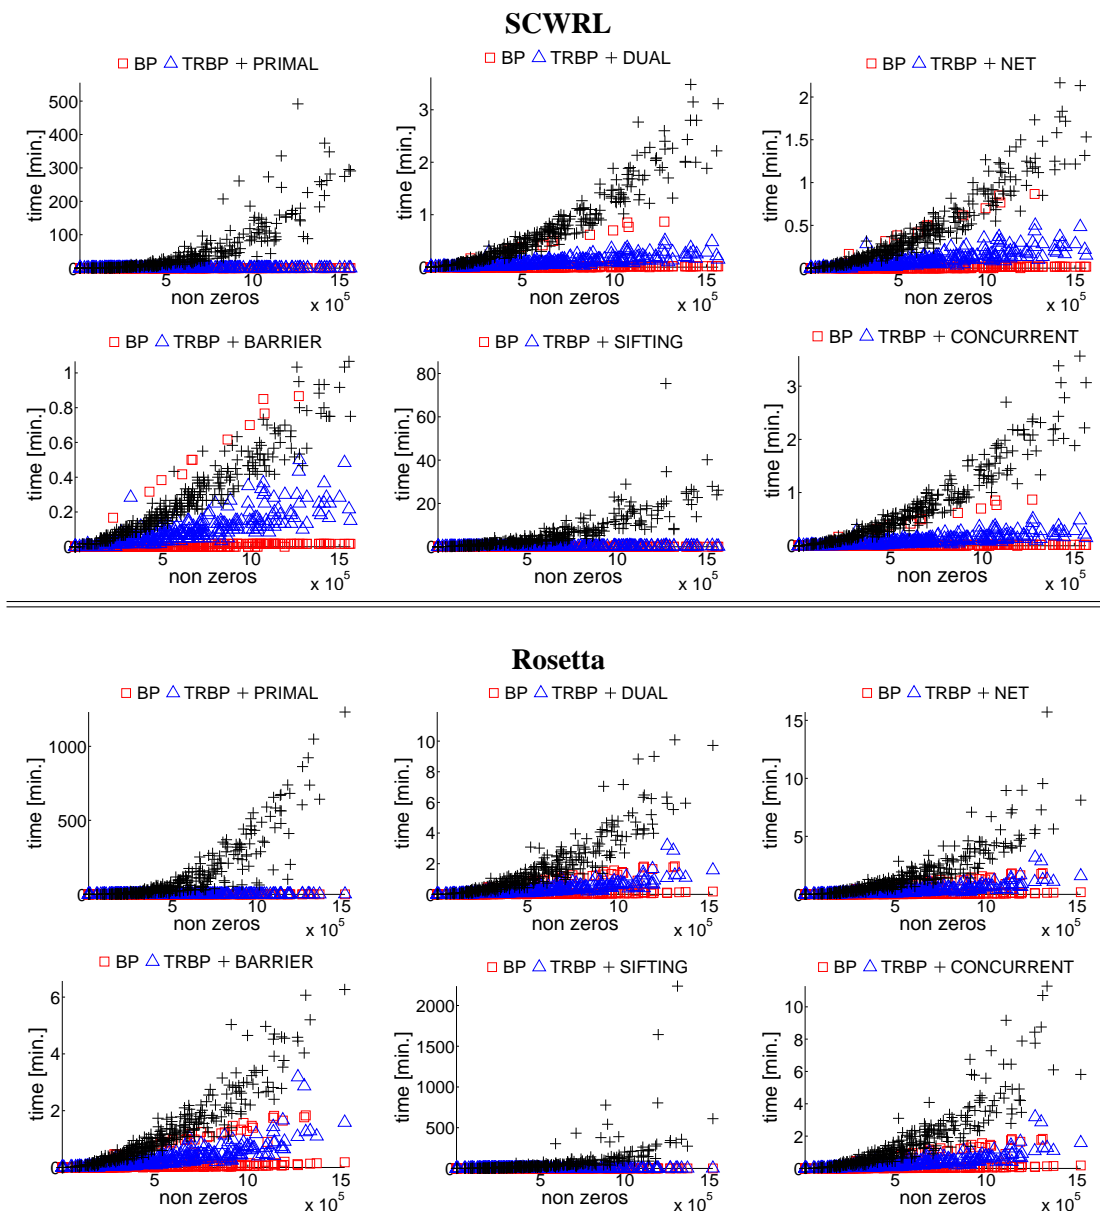 SCWRL
BP TRBP + PRIMAL
time [min.]
500
400
300
200
100
0
5 10 15
non zeros
x 10^5
BP TRBP + DUAL
time [min.]
3
2
1
0
5 10 15
non zeros
x 10^5
BP TRBP + NET
time [min.]
2
1.5
1
0.5
0
5 10 15
non zeros
x 10^5
BP TRBP + BARRIER
time [min.]
1
0.8
0.6
0.4
0.2
0
5 10 15
non zeros
x 10^5
BP TRBP + SIFTING
time [min.]
80
60
40
20
0
5 10 15
non zeros
x 10^5
BP TRBP + CONCURRENT
time [min.]
3
2
1
0
5 10 15
non zeros
x 10^5
Rosetta
BP TRBP + PRIMAL
time [min.]
1000
500
0
5 10 15
non zeros
x 10^5
BP TRBP + DUAL
time [min.]
10
8
6
4
2
0
5 10 15
non zeros
x 10^5
BP TRBP + NET
time [min.]
15
10
5
0
5 10 15
non zeros
x 10^5
BP TRBP + BARRIER
time [min.]
6
4
2
0
5 10 15
non zeros
x 10^5
BP TRBP + SIFTING
time [min.]
2000
1500
1000
500
0
5 10 15
non zeros
x 10^5
BP TRBP + CONCURRENT
time [min.]
10
8
6
4
2
0
5 10 15
non zeros
x 10^5